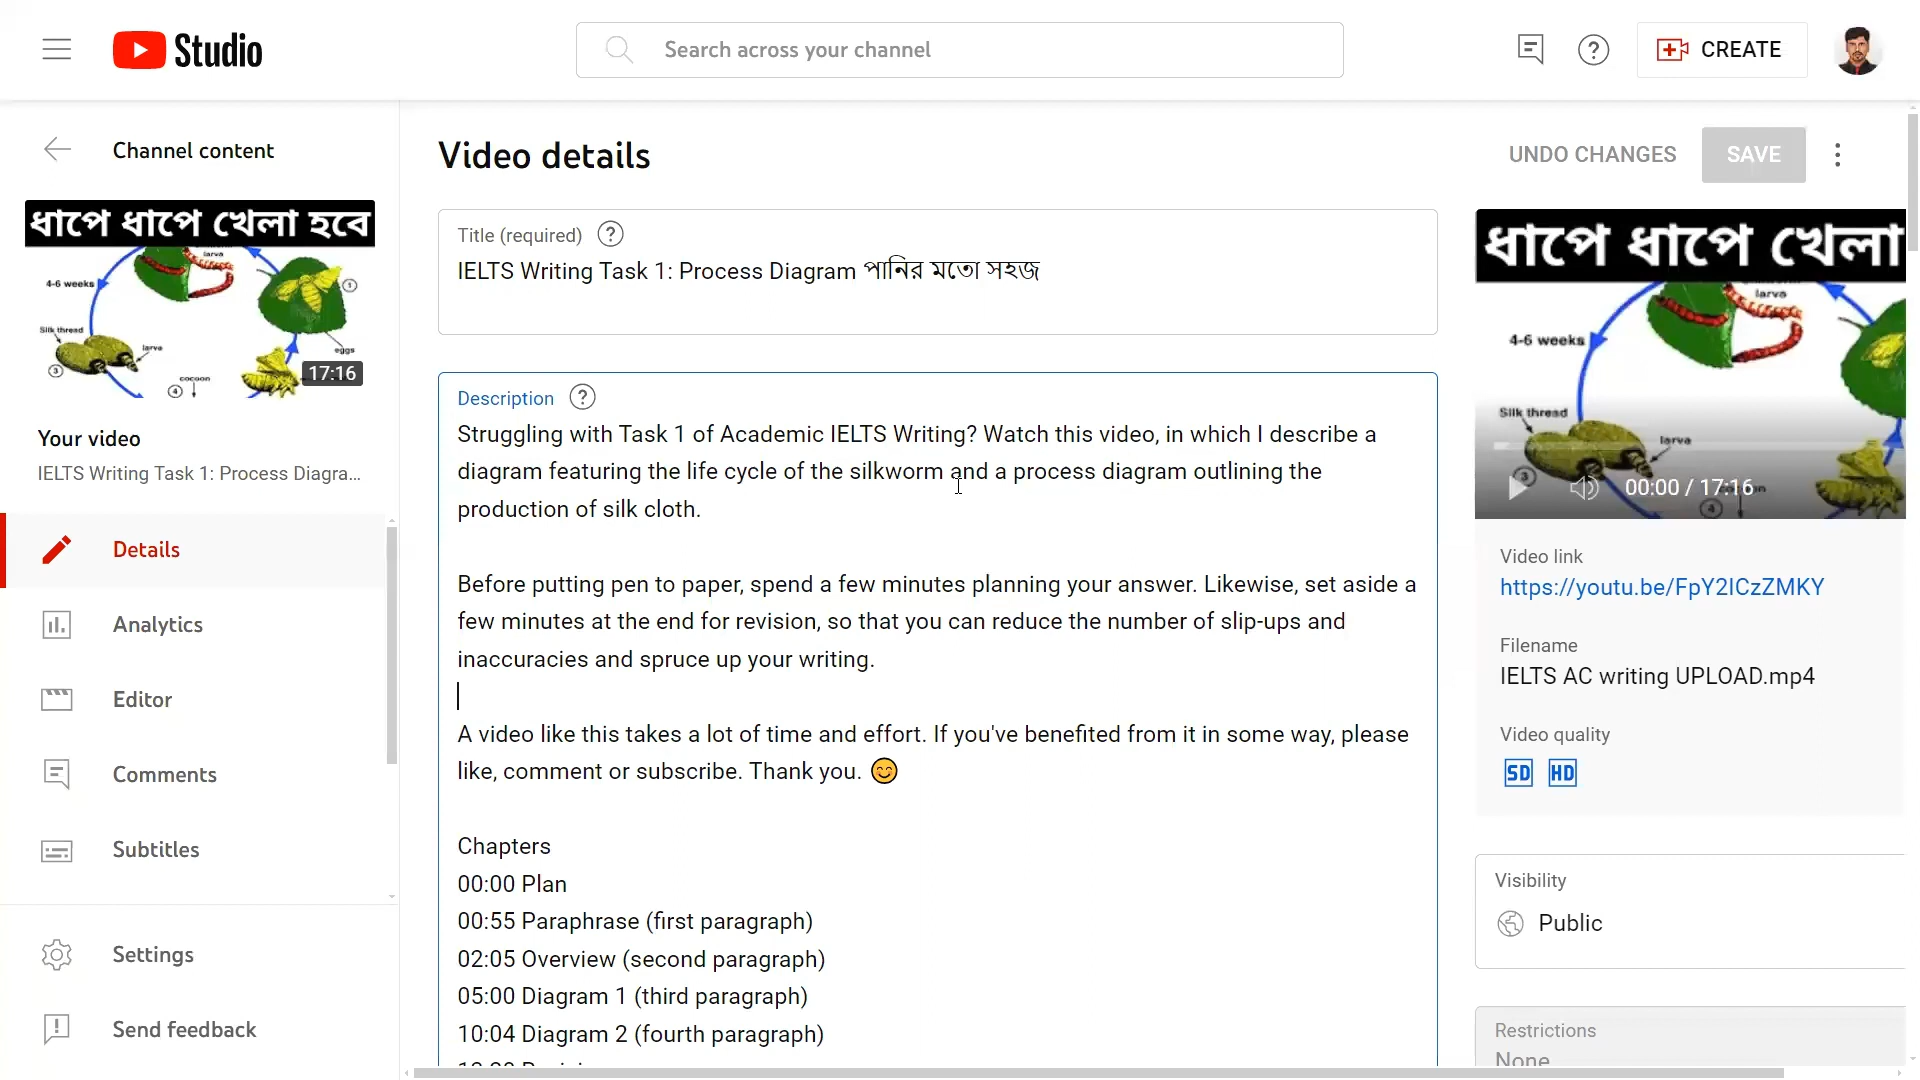 Studio
Search across your channel
CREATE
Channel content
ধাপে ধাপে খেলা হবে
larva
4-6 weeks
1
Silk thread
larva
eggs
3
cocoon
4
17:16
Your video
IELTS Writing Task 1: Process Diagra...
Details
Analytics
Editor
Comments
Subtitles
Settings
Send feedback
Video details
UNDO CHANGES
SAVE
Title (required)
IELTS Writing Task 1: Process Diagram পানির মতো সহজ
Description
Struggling with Task 1 of Academic IELTS Writing? Watch this video, in which I describe a
diagram featuring the life cycle of the silkworm and a process diagram outlining the
production of silk cloth.
Before putting pen to paper, spend a few minutes planning your answer. Likewise, set aside a
few minutes at the end for revision, so that you can reduce the number of slip-ups and
inaccuracies and spruce up your writing.
A video like this takes a lot of time and effort. If you've benefited from it in some way, please
like, comment or subscribe. Thank you. 😊
Chapters
00:00 Plan
00:55 Paraphrase (first paragraph)
02:05 Overview (second paragraph)
05:00 Diagram 1 (third paragraph)
10:04 Diagram 2 (fourth paragraph)
ধাপে ধাপে খেলা
larva
4-6 weeks
Silk thread
larva
3
4
00:00 / 17:16
Video link
https://youtu.be/FpY2ICzZMKY
Filename
IELTS AC writing UPLOAD.mp4
Video quality
SD HD
Visibility
Public
Restrictions
None